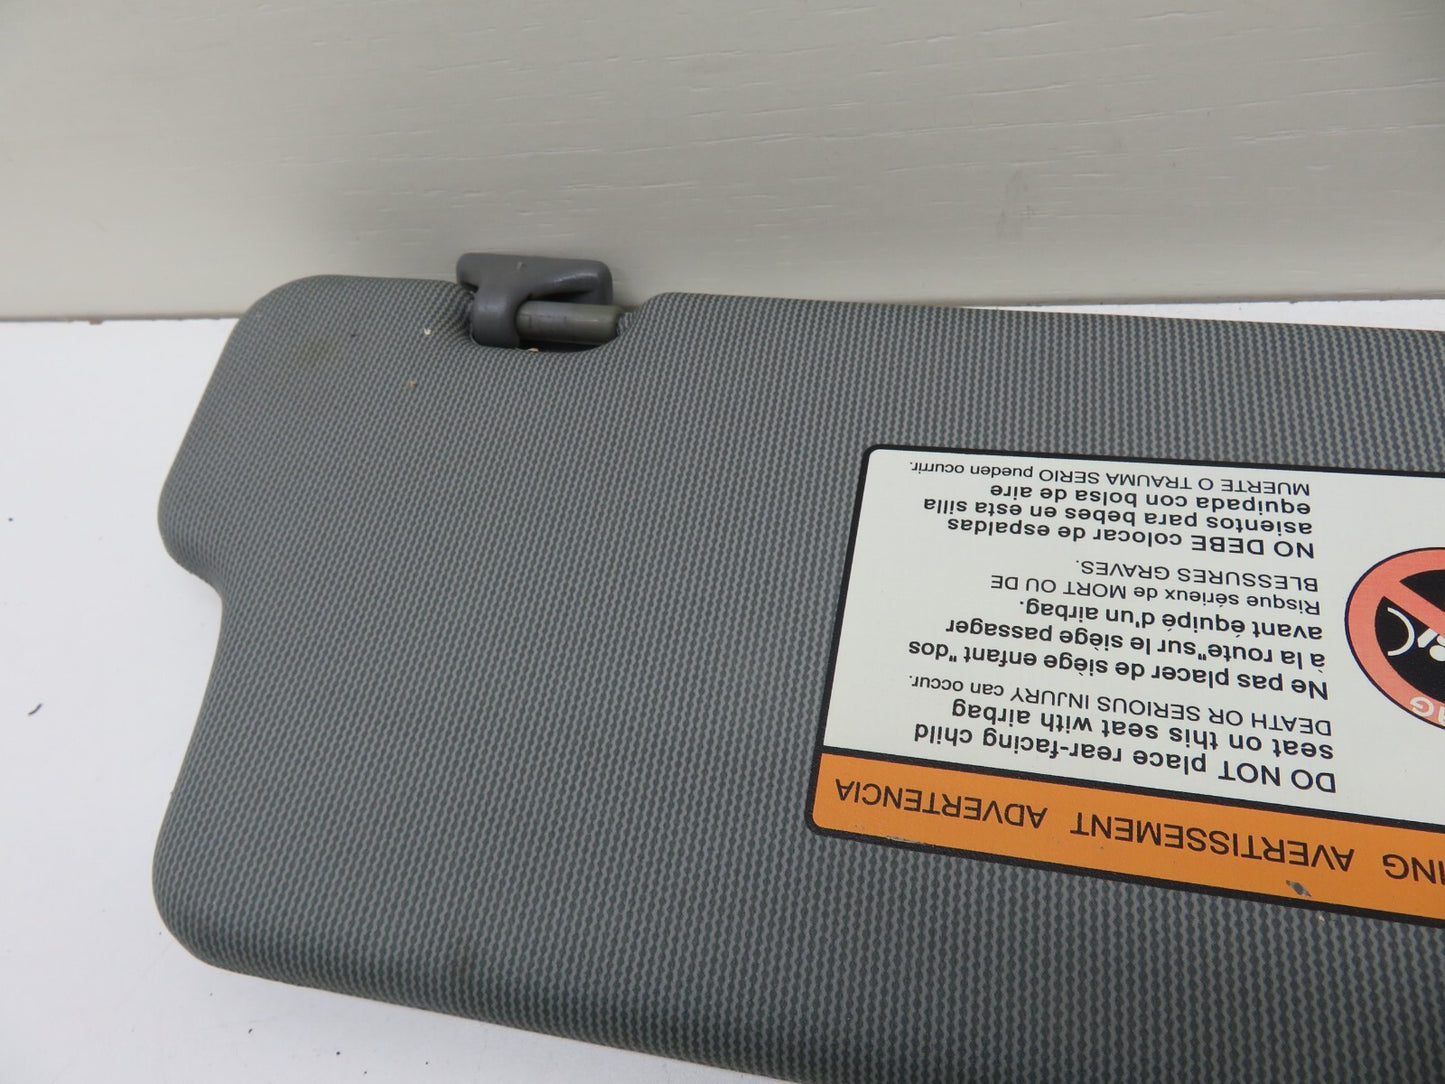 NING AVERTISSEMENT ADVERTENCIA
DO NOT place rear-facing child
seat on this seat with airbag
DEATH OR SERIOUS INJURY can occur.
Ne pas placer de siège enfant "dos
à la route" sur le siège passager
avant équipé d'un airbag.
Risque sérieux de MORT OU DE
BLESSURES GRAVES.
NO DEBE colocar de espaldas
asientos para bebes en esta silla
equipada con bolsa de aire
MUERTE O TRAUMA SERIO pueden ocurrir.